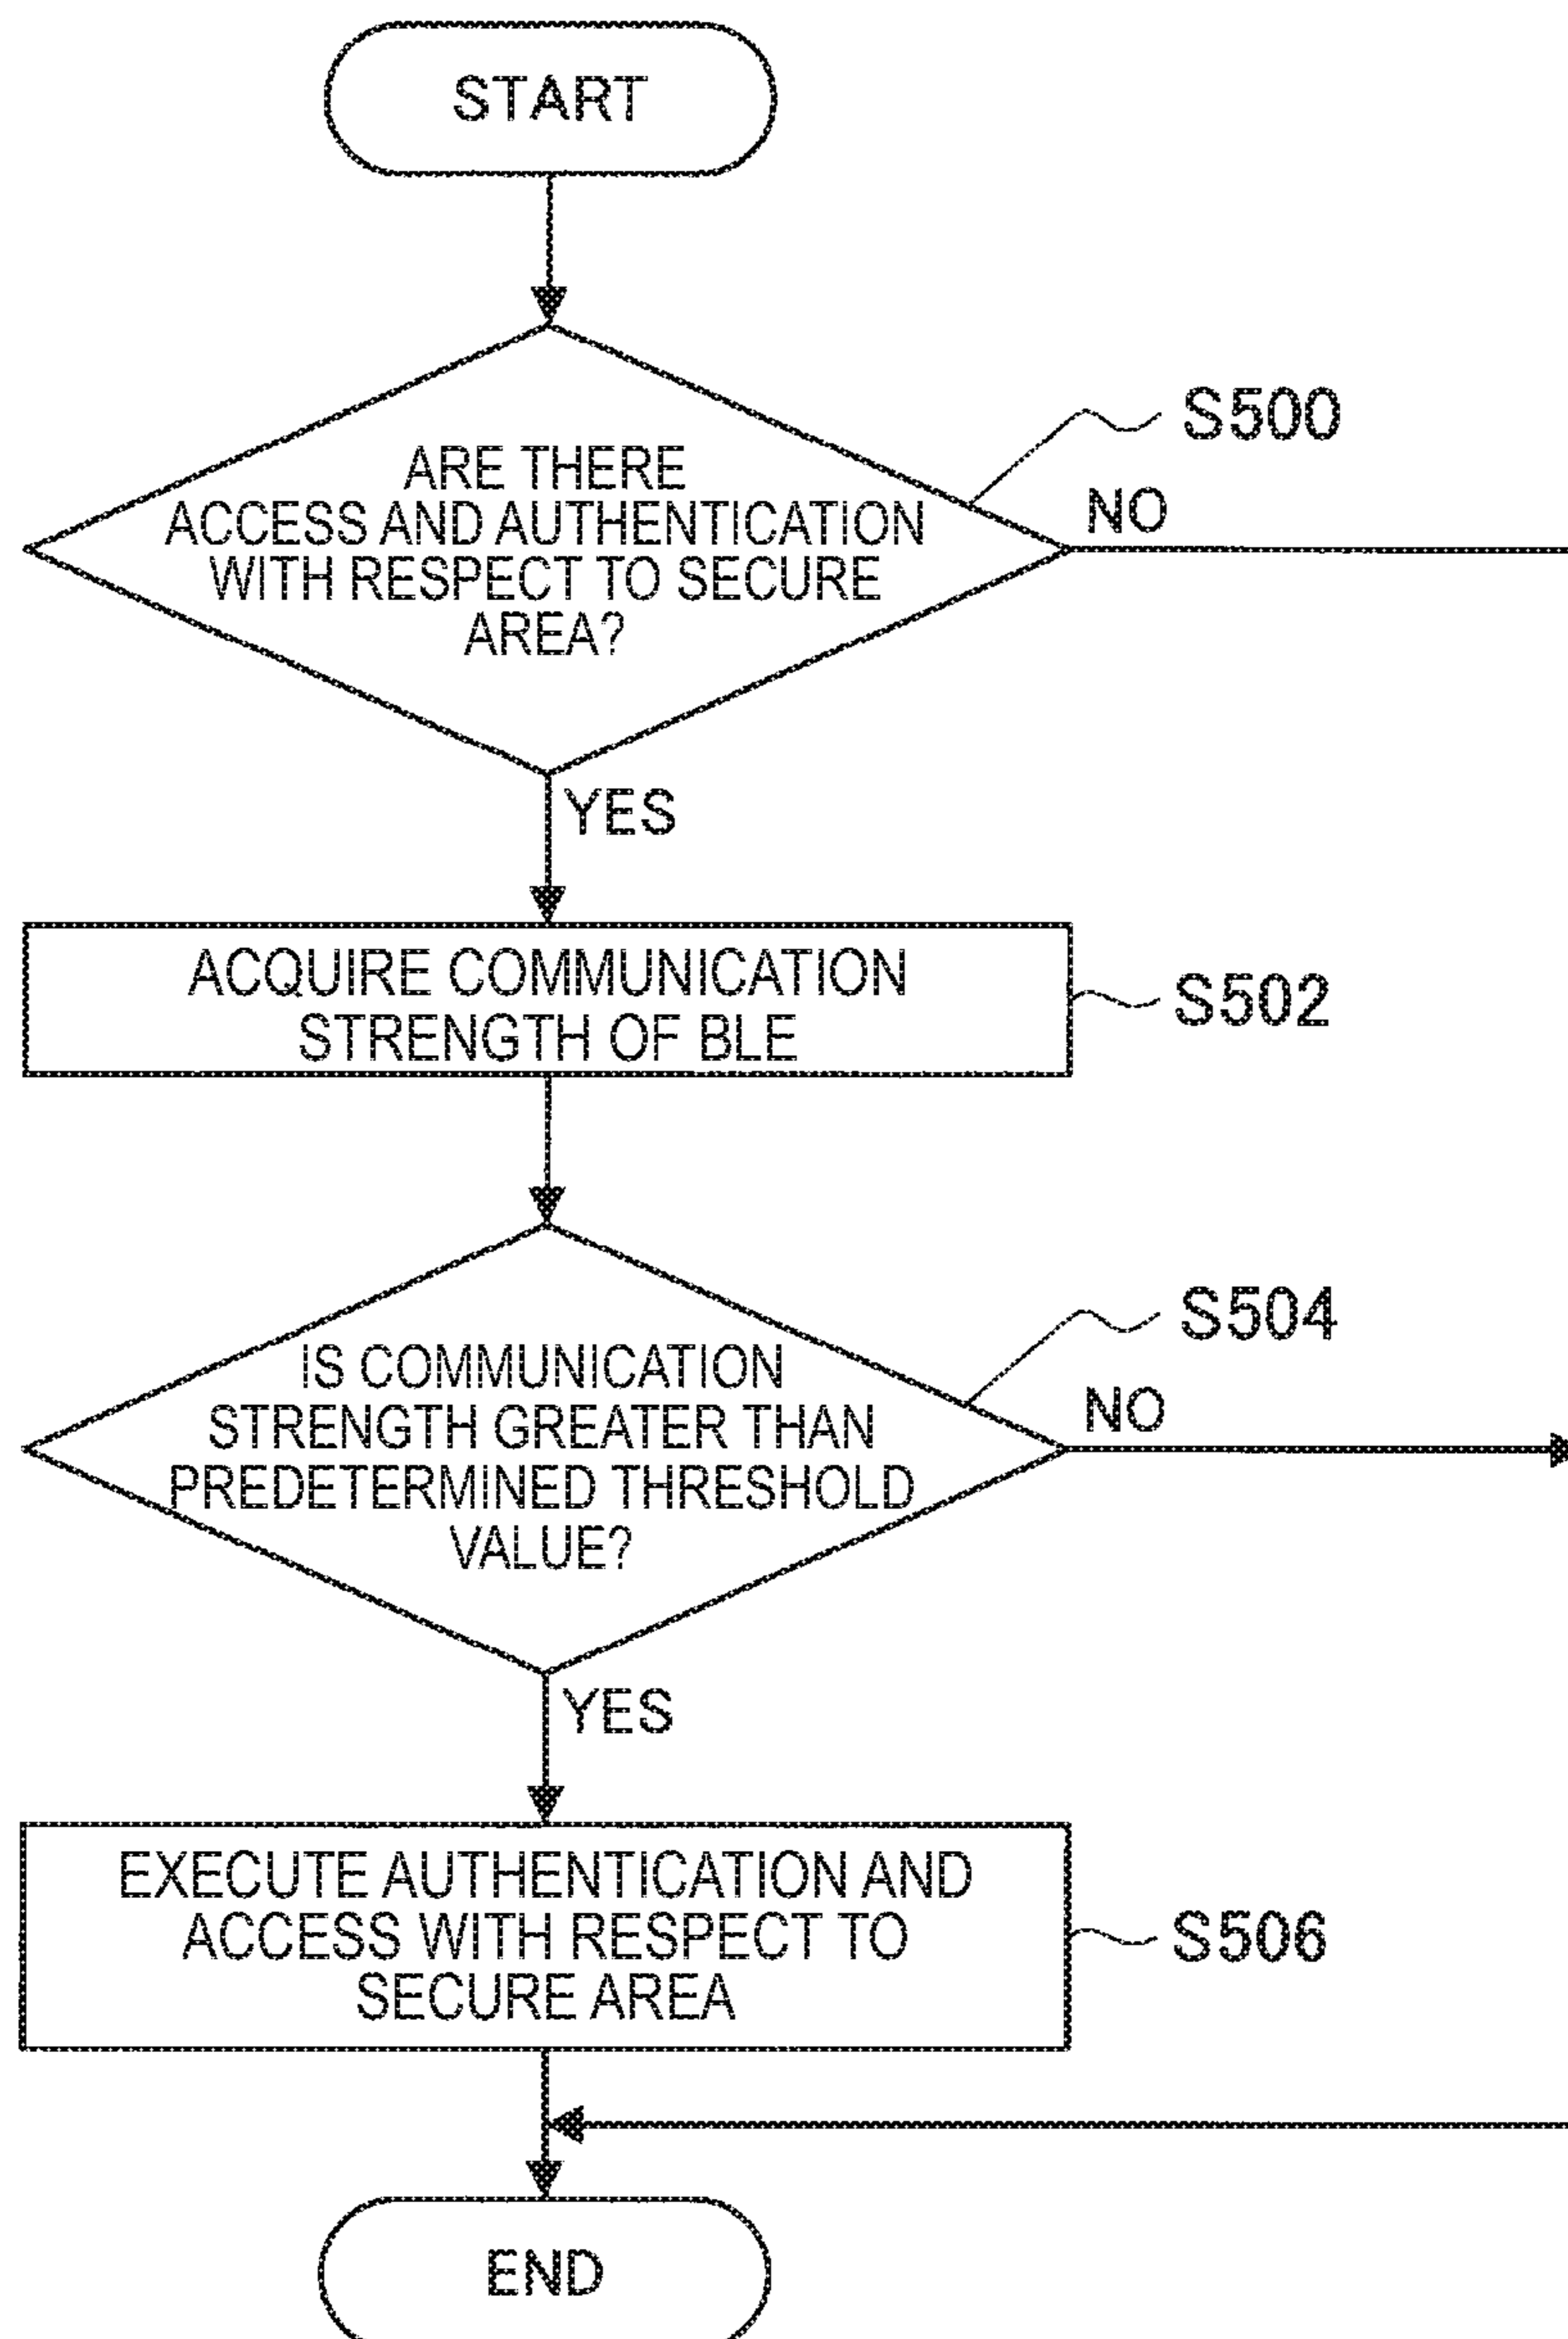 START
ARE THERE
ACCESS AND AUTHENTICATION
WITH RESPECT TO SECURE
AREA?
S500
NO
YES
ACQUIRE COMMUNICATION
STRENGTH OF BLE
S502
IS COMMUNICATION
STRENGTH GREATER THAN
PREDETERMINED THRESHOLD
VALUE?
S504
NO
YES
EXECUTE AUTHENTICATION AND
ACCESS WITH RESPECT TO
SECURE AREA
S506
END